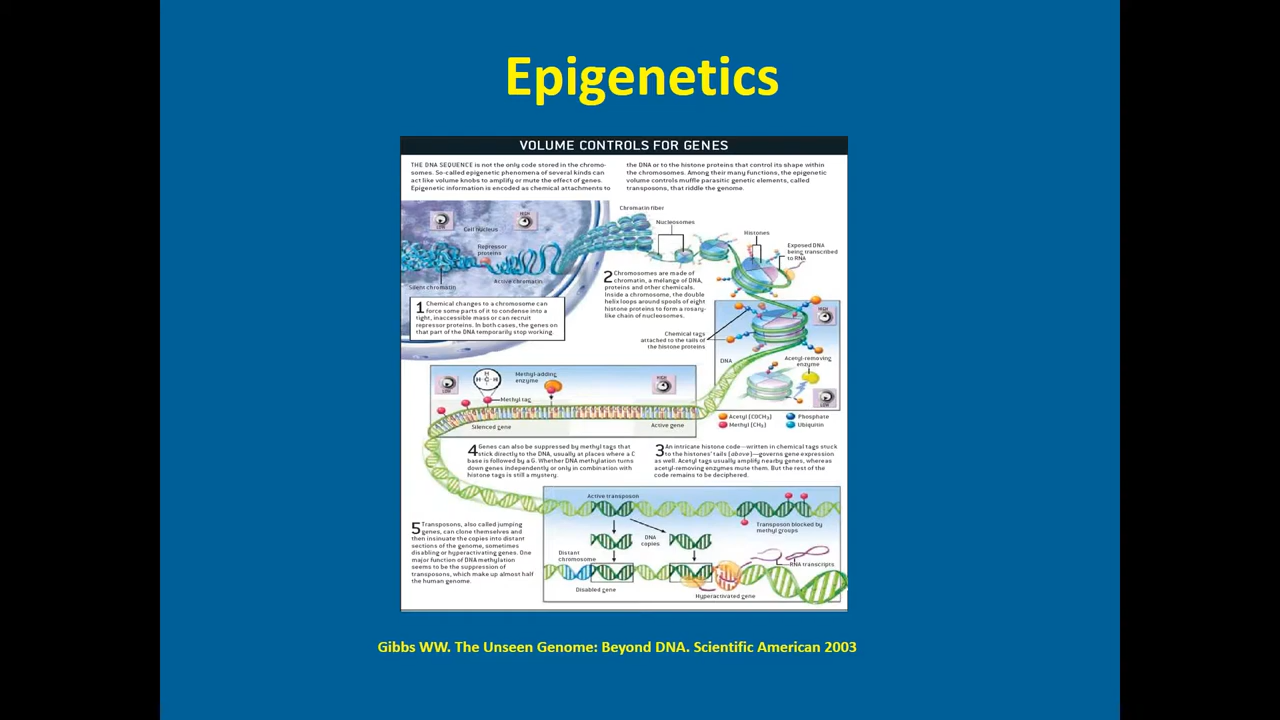 Epigenetics
VOLUME CONTROLS FOR GENES
THE DNA SEQUENCE is not the only code stored in the chromo-
somes. So-called epigenetic phenomena of several kinds can
act like volume knobs to amplify or mute the effect of genes.
Epigenetic information is encoded as chemical attachments to
the DNA or to the histone proteins that control its shape within
the chromosomes. Among their many functions, the epigenetic
volume controls muffle parasitic genetic elements, called
transposons, that riddle the genome.
LOW
HIGH
Cell nucleus
Repressor
proteins
Silent chromatin
Active chromatin
Chromatin fiber
Nucleosomes
Histones
Exposed DNA
being transcribed
to RNA
1 Chemical changes to a chromosome can
force some parts of it to condense into a
tight, inaccessible mass or can recruit
repressor proteins. In both cases, the genes on
that part of the DNA temporarily stop working.
2 Chromosomes are made of
chromatin, a mélange of DNA,
proteins and other chemicals.
Inside a chromosome, the double
helix loops around spools of eight
histone proteins to form a rosary-
like chain of nucleosomes.
Chemical tags
attached to the tails of
the histone proteins
HIGH
DNA
Acetyl-removing
enzyme
LOW
Acetyl (COCH3)
Phosphate
Methyl (CH3)
Ubiquitin
LOW
H
H-C-H
Methyl-adding
enzyme
HIGH
Methyl tag
Silenced gene
Active gene
4 Genes can also be suppressed by methyl tags that
stick directly to the DNA, usually at places where a C
base is followed by a G. Whether DNA methylation turns
down genes independently or only in combination with
histone tags is still a mystery.
3 An intricate histone code—written in chemical tags stuck
to the histones' tails (above)—governs gene expression
as well. Acetyl tags usually amplify nearby genes, whereas
acetyl-removing enzymes mute them. But the rest of the
code remains to be deciphered.
5 Transposons, also called jumping
genes, can clone themselves and
then insinuate the copies into distant
sections of the genome, sometimes
disabling or hyperactivating genes. One
major function of DNA methylation
seems to be the suppression of
transposons, which make up almost half
the human genome.
Active transposon
Transposon blocked by
methyl groups
DNA
copies
Distant
chromosome
RNA transcripts
Disabled gene
Hyperactivated gene
Gibbs WW. The Unseen Genome: Beyond DNA. Scientific American 2003